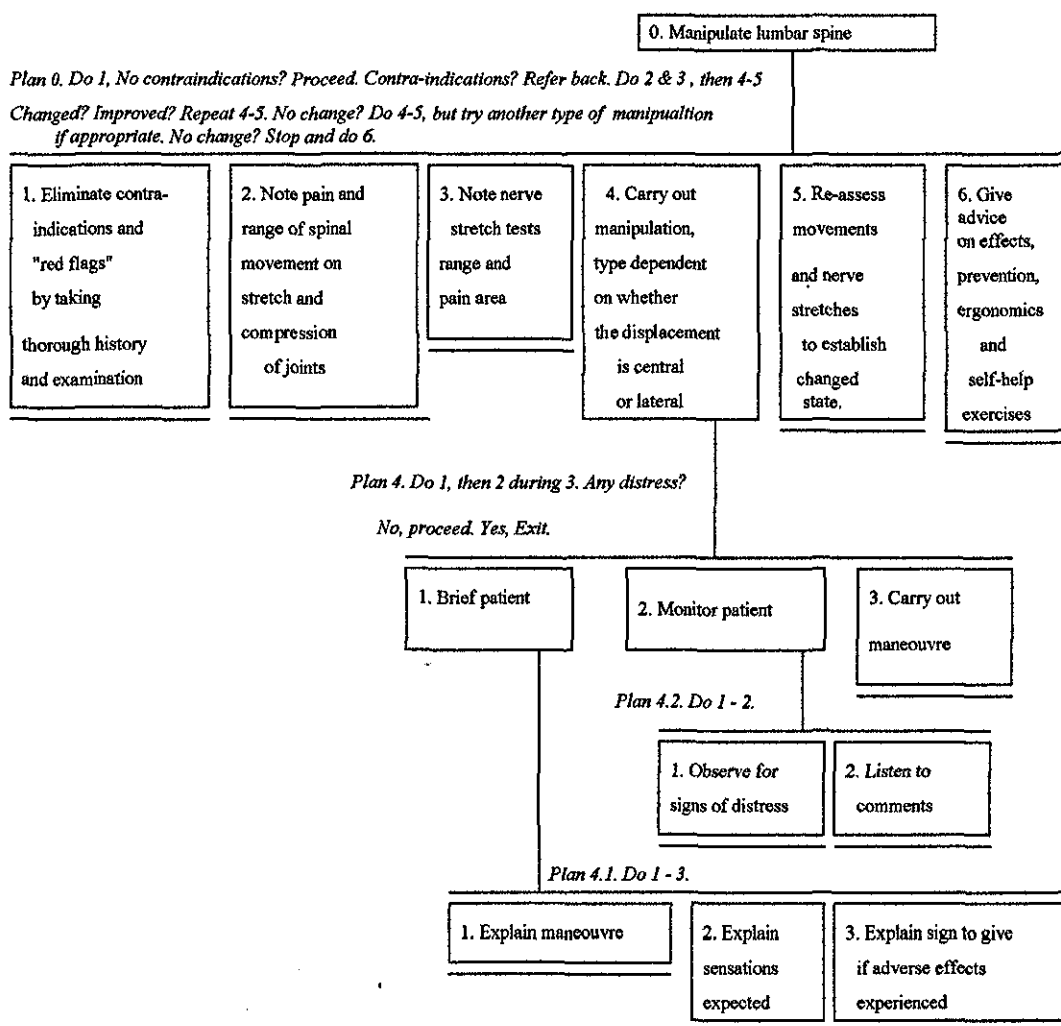 0. Manipulate lumbar spine
Plan 0. Do 1, No contraindications? Proceed. Contra-indications? Refer back. Do 2 & 3, then 4-5
Changed? Improved? Repeat 4-5. No change? Do 4-5, but try another type of manipualtion
if appropriate. No change? Stop and do 6.
1. Eliminate contra-
indications and
"red flags"
by taking
thorough history
and examination
2. Note pain and
range of spinal
movement on
stretch and
compression
of joints
3. Note nerve
stretch tests
range and
pain area
4. Carry out
manipulation,
type dependent
on whether
the displacement
is central
or lateral
5. Re-assess
movements
and nerve
stretches
to establish
changed
state.
6. Give
advice
on effects,
prevention,
ergonomics
and
self-help
exercises
Plan 4. Do 1, then 2 during 3. Any distress?
No, proceed. Yes, Exit.
1. Brief patient
2. Monitor patient
3. Carry out
maneouvre
Plan 4.2. Do 1 - 2.
1. Observe for
signs of distress
2. Listen to
comments
Plan 4.1. Do 1 - 3.
1. Explain maneouvre
2. Explain
sensations
expected
3. Explain sign to give
if adverse effects
experienced